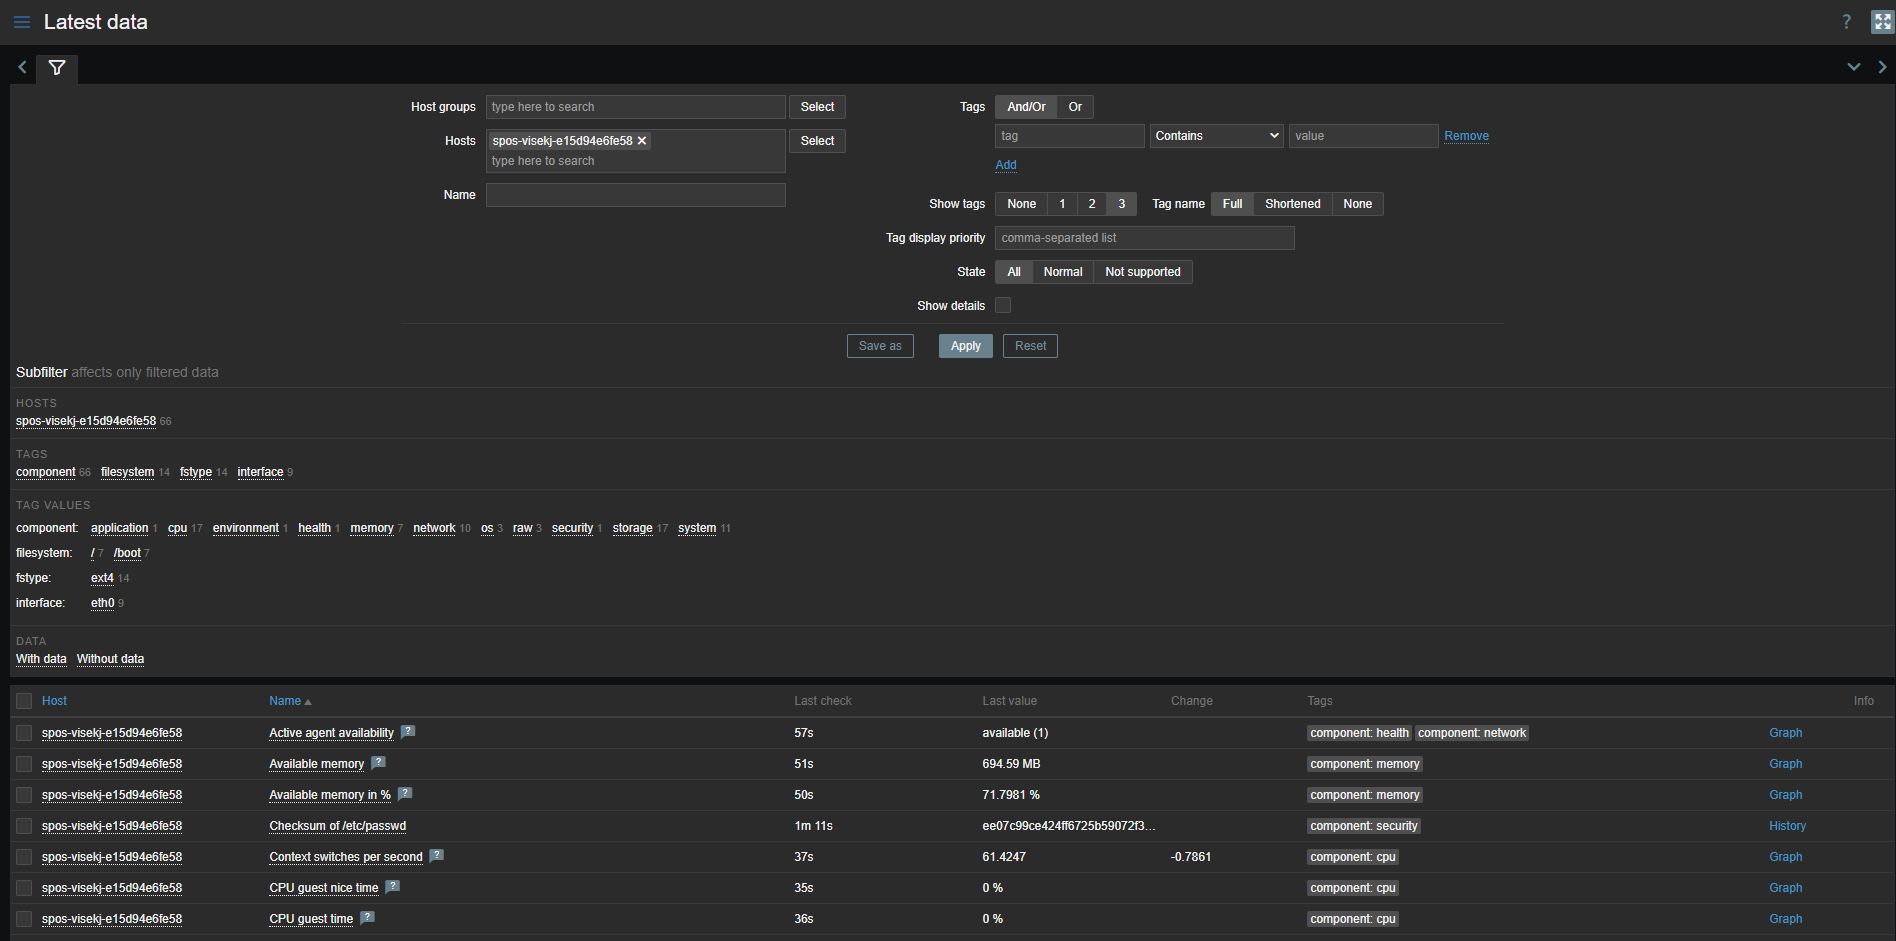 Latest data
?
Host groups type here to search Select Tags And/Or Or
Hosts spos-visekj-e15d94e6fe58 Select tag Contains value Remove
type here to search Add
Name
Show tags None 1 2 3 Tag name Full Shortened None
Tag display priority comma-separated list
State All Normal Not supported
Show details
Save as Apply Reset
Subfilter affects only filtered data
HOSTS
spos-visekj-e15d94e6fe58 66
TAGS
component 66 filesystem 14 fstype 14 interface 9
TAG VALUES
component: application 1 cpu 17 environment 1 health 1 memory 7 network 10 os 3 raw 3 security 1 storage 17 system 11
filesystem: / 7 /boot 7
fstype: ext4 14
interface: eth0 9
DATA
With data Without data
Host Name Last check Last value Change Tags Info
spos-visekj-e15d94e6fe58 Active agent availability ? 57s available (1) component: health component: network Graph
spos-visekj-e15d94e6fe58 Available memory ? 51s 694.59 MB component: memory Graph
spos-visekj-e15d94e6fe58 Available memory in % ? 50s 71.7981 % component: memory Graph
spos-visekj-e15d94e6fe58 Checksum of /etc/passwd 1m 11s ee07c99ce424ff6725b59072f3... component: security History
spos-visekj-e15d94e6fe58 Context switches per second ? 37s 61.4247 -0.7861 component: cpu Graph
spos-visekj-e15d94e6fe58 CPU guest nice time ? 35s 0 % component: cpu Graph
spos-visekj-e15d94e6fe58 CPU guest time ? 36s 0 % component: cpu Graph